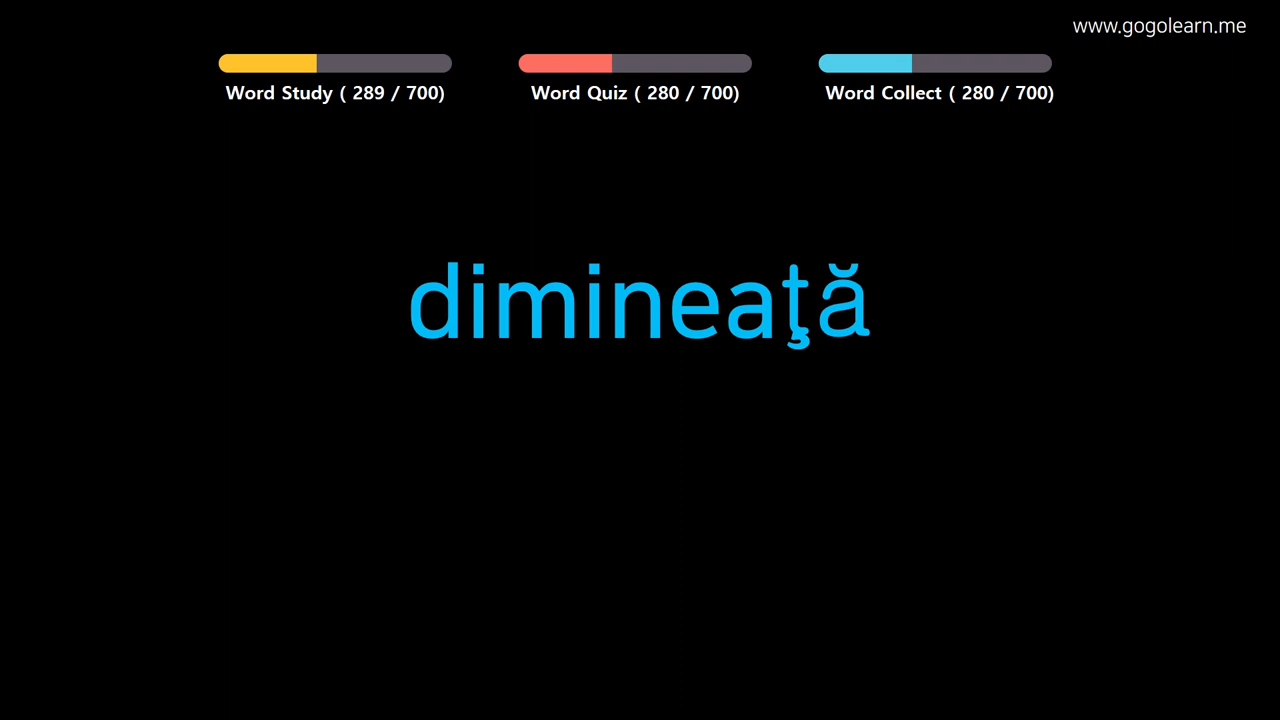 www.gogolearn.me
Word Study ( 289 / 700)
Word Quiz ( 280 / 700)
Word Collect ( 280 / 700)
dimineaţă